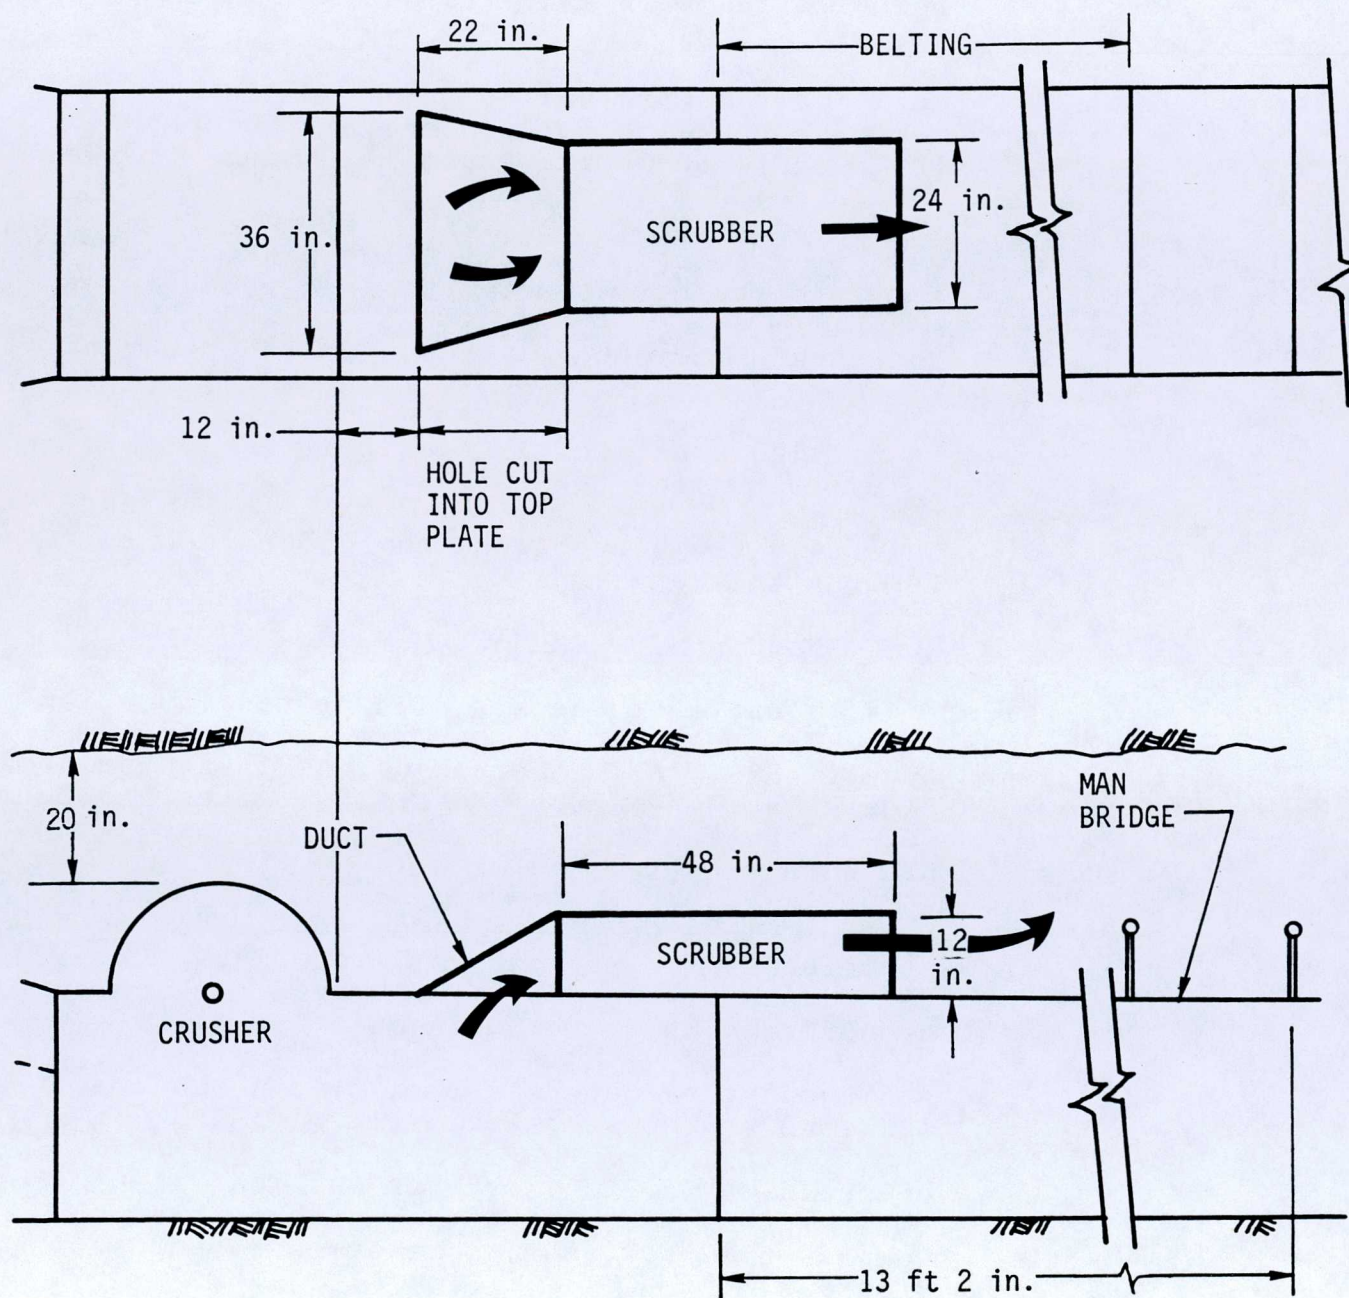 22 in.
BELTING
36 in.
SCRUBBER
24 in.
12 in.
HOLE CUT
INTO TOP
PLATE
20 in.
MAN
BRIDGE
DUCT
48 in.
SCRUBBER
12
in.
CRUSHER
13 ft 2 in.